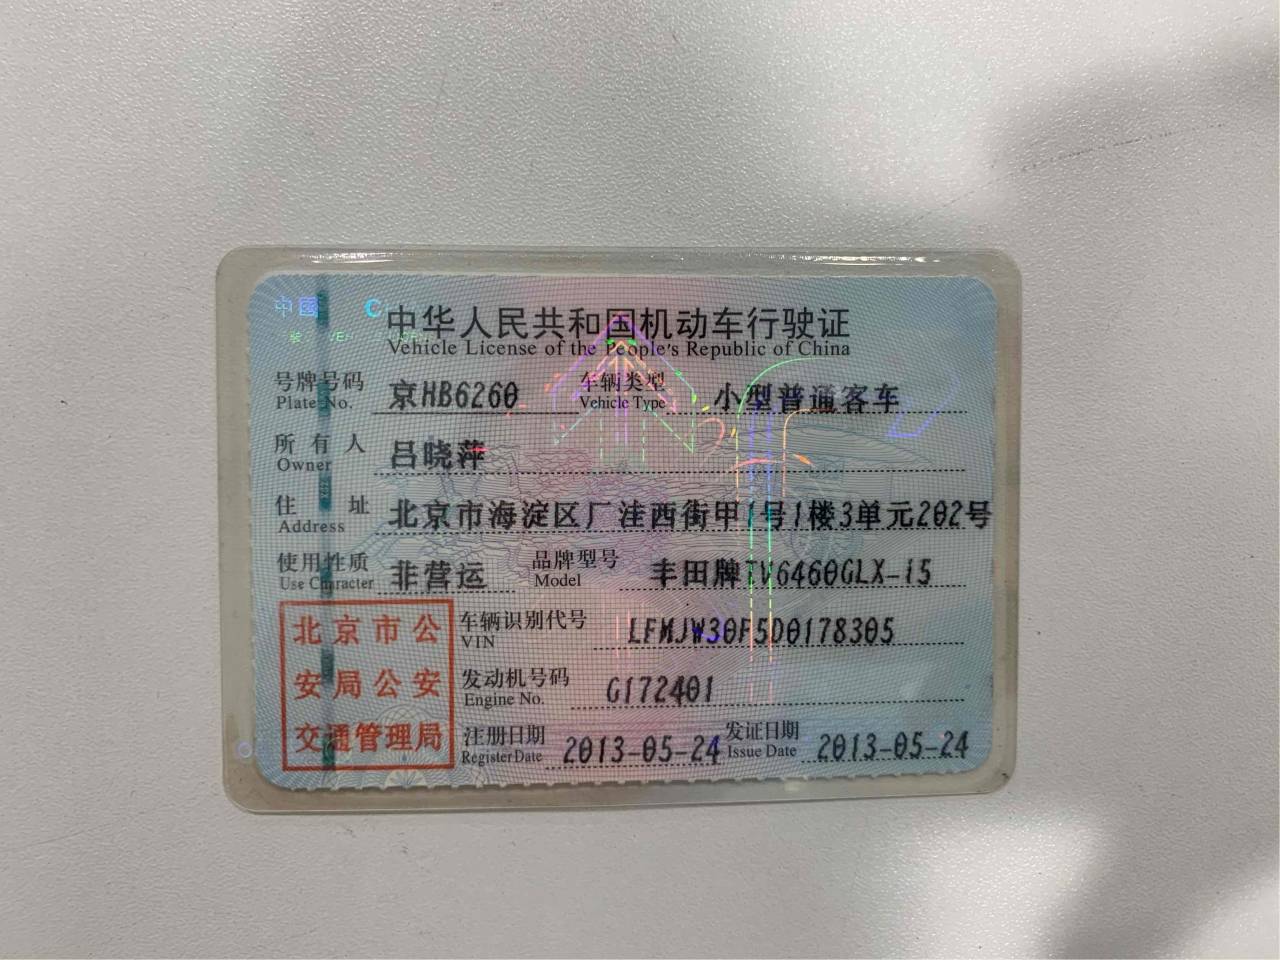 中国
中华人民共和国机动车行驶证
Vehicle License of the People's Republic of China
号牌号码 京HB6260 车辆类型 小型普通客车
Plate No. Vehicle Type
所有人 吕晓萍
Owner
住址 北京市海淀区厂洼西街甲1号1楼3单元202号
Address
使用性质 非营运 品牌型号 丰田牌TV6460GLX-i5
Use Character Model
北京市公
安局公安
交通管理局
车辆识别代号 LFMJW30F5D0178305
VIN
发动机号码 G172401
Engine No.
注册日期 2013-05-24 发证日期 2013-05-24
Register Date Issue Date